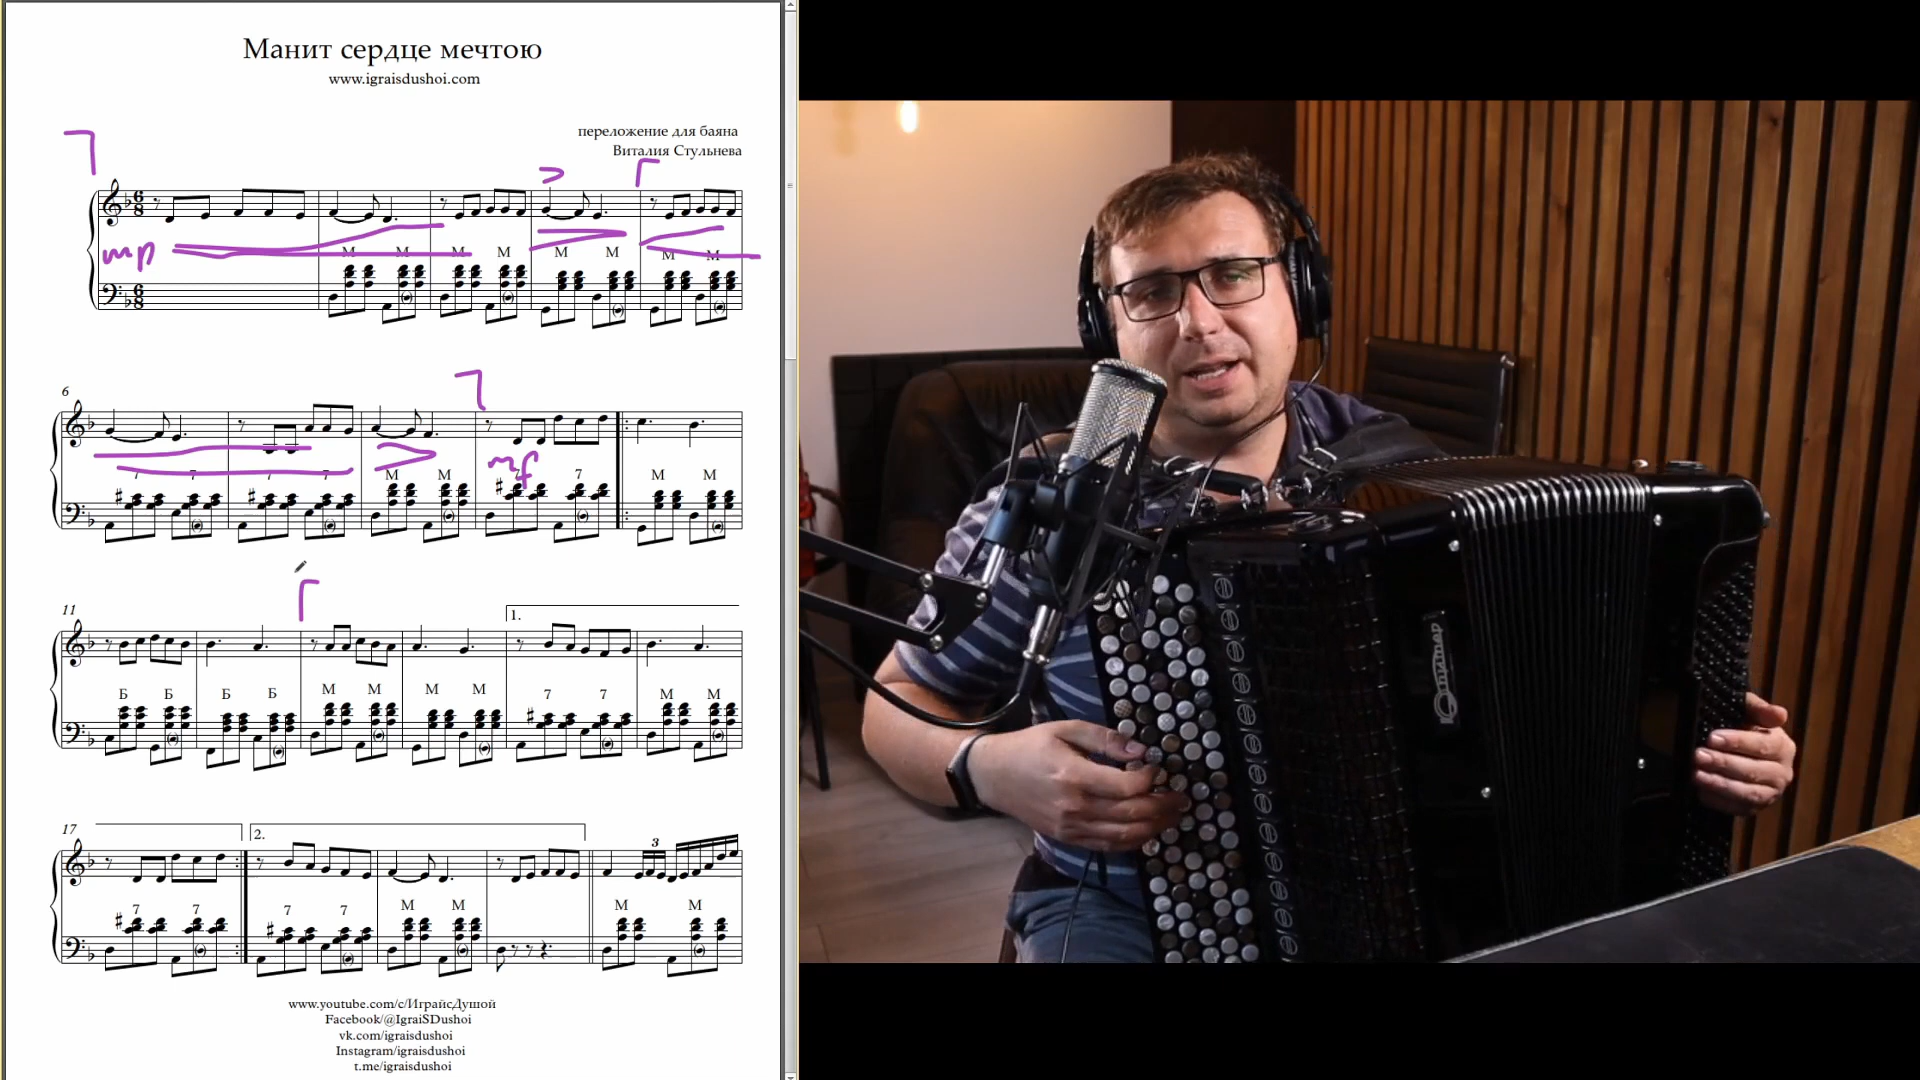 Манит сердце мечтою
www.igraisdushoi.com
переложение для баяна
Виталия Стульнева
mp
M M M M M M M M
6
7 7 7 7 M M mf 7 M M
11
1.
Б Б Б Б M M M M 7 7 M M
17
2.
3
7 7 7 7 M M M M
www.youtube.com/c/ИграйсДушой
Facebook/@IgraiSDushoi
vk.com/igraisdushoi
Instagram/igraisdushoi
t.me/igraisdushoi
Юпитер